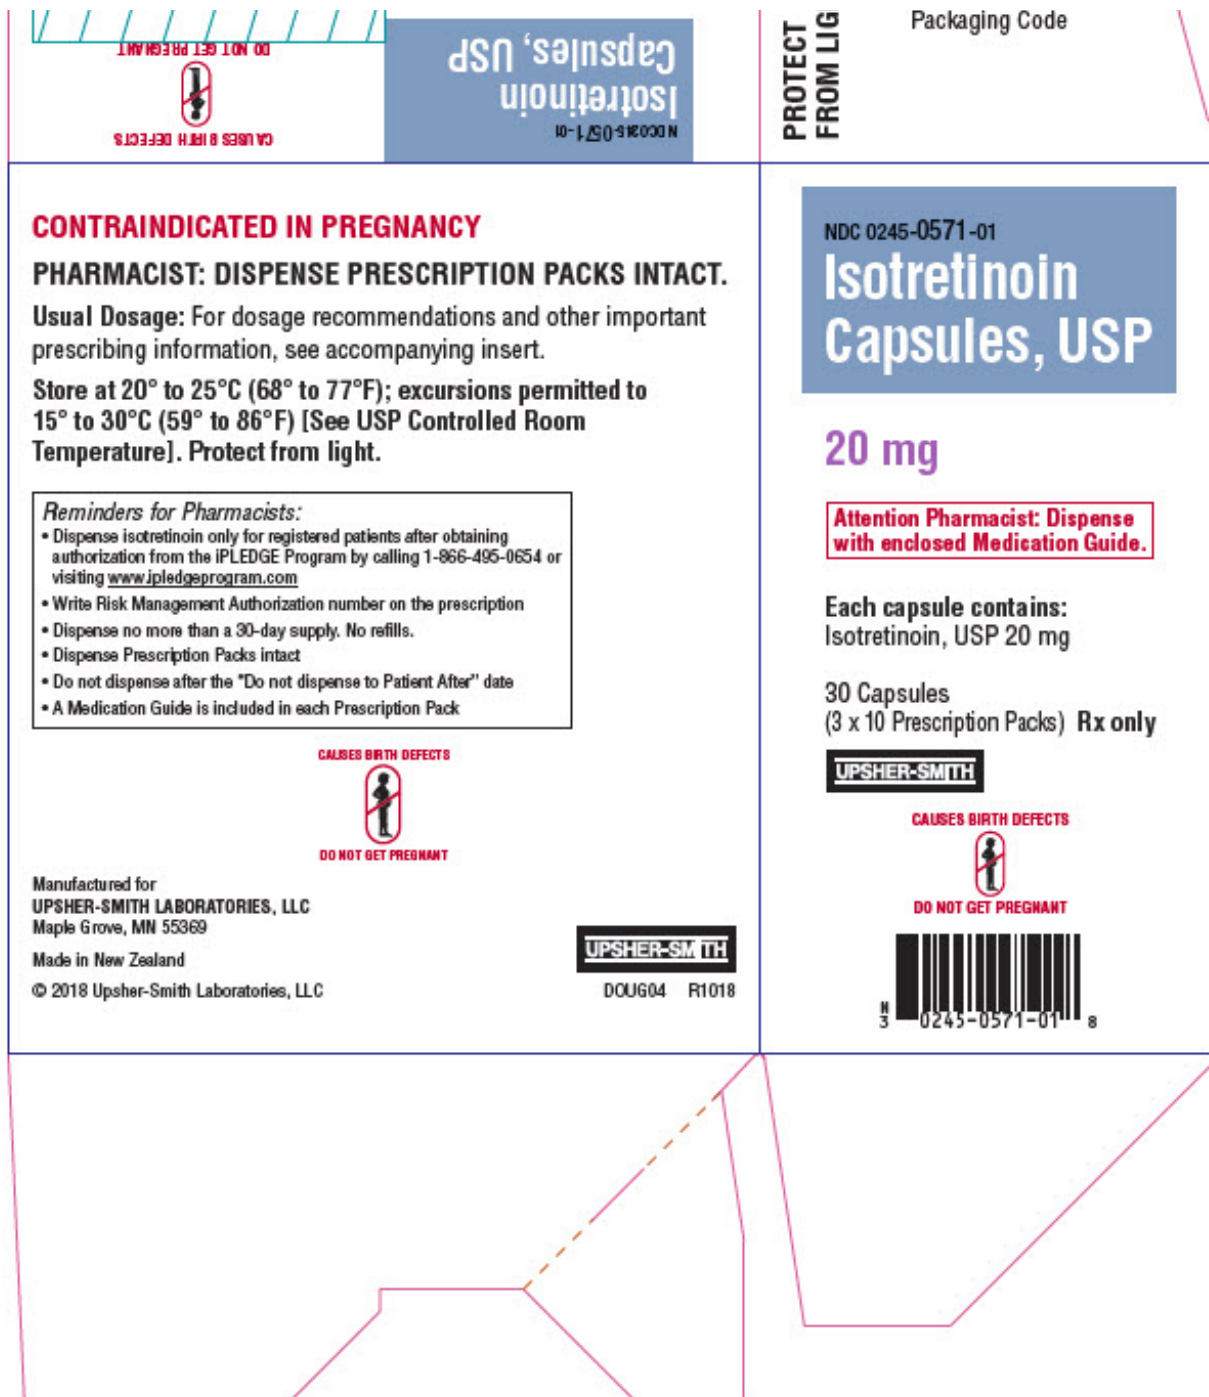 DO NOT GET PREGNANT
CAUSES BIRTH DEFECTS
NDC 0245-0571-01
Isotretinoin
Capsules, USP
PROTECT
FROM LIG
Packaging Code
CONTRAINDICATED IN PREGNANCY
PHARMACIST: DISPENSE PRESCRIPTION PACKS INTACT.
Usual Dosage: For dosage recommendations and other important
prescribing information, see accompanying insert.
Store at 20° to 25°C (68° to 77°F); excursions permitted to
15° to 30°C (59° to 86°F) [See USP Controlled Room
Temperature]. Protect from light.
Reminders for Pharmacists:
• Dispense isotretinoin only for registered patients after obtaining
authorization from the iPLEDGE Program by calling 1-866-495-0654 or
visiting www.ipledgeprogram.com
• Write Risk Management Authorization number on the prescription
• Dispense no more than a 30-day supply. No refills.
• Dispense Prescription Packs intact
• Do not dispense after the "Do not dispense to Patient After" date
• A Medication Guide is included in each Prescription Pack
CAUSES BIRTH DEFECTS
DO NOT GET PREGNANT
Manufactured for
UPSHER-SMITH LABORATORIES, LLC
Maple Grove, MN 55369
Made in New Zealand
© 2018 Upsher-Smith Laboratories, LLC
UPSHER-SMITH
DOUG04 R1018
NDC 0245-0571-01
Isotretinoin
Capsules, USP
20 mg
Attention Pharmacist: Dispense
with enclosed Medication Guide.
Each capsule contains:
Isotretinoin, USP 20 mg
30 Capsules
(3 x 10 Prescription Packs) Rx only
UPSHER-SMITH
CAUSES BIRTH DEFECTS
DO NOT GET PREGNANT
N
3 0245-0571-01 8